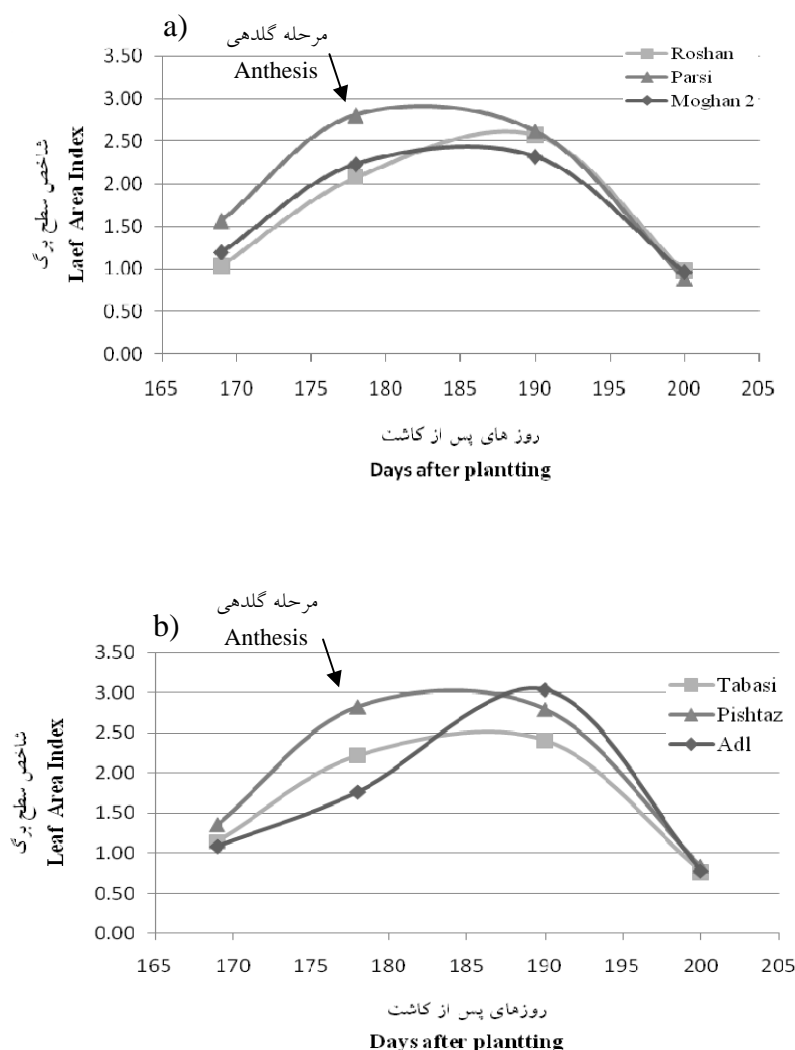 a)
مرحله گلدهی
Anthesis
Roshan
Parsi
Moghan 2
3.50
3.00
2.50
2.00
1.50
1.00
0.50
0.00
شاخص سطح برگ
Laef Area Index
165 170 175 180 185 190 195 200 205
روز های پس از کاشت
Days after plantting
b)
مرحله گلدهی
Anthesis
Tabasi
Pishtaz
Adl
3.50
3.00
2.50
2.00
1.50
1.00
0.50
0.00
شاخص سطح برگ
Leaf Area Index
165 170 175 180 185 190 195 200 205
روزهای پس از کاشت
Days after plantting